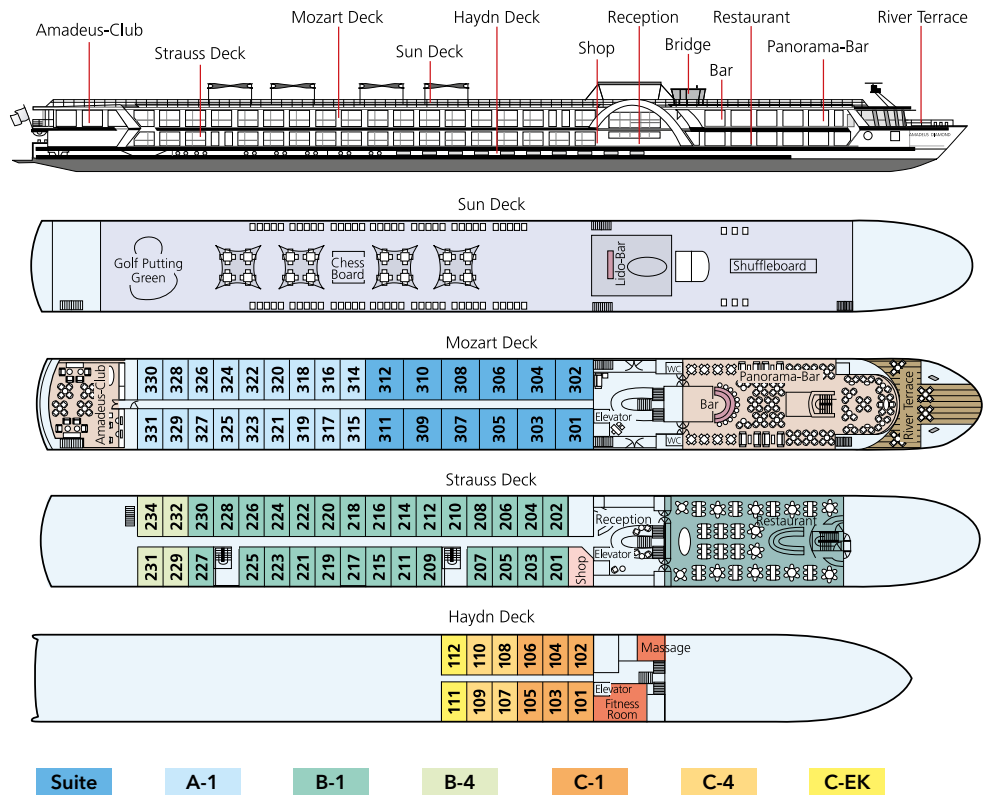 Mozart Deck
Haydn Deck
Reception
Restaurant
River Terrace
Amadeus-Club
Strauss Deck
Sun Deck
Shop
Bridge
Bar
Panorama-Bar
AMADEUS DIAMOND
Sun Deck
Golf Putting
Green
Chess
Board
Lido-Bar
Shuffleboard
Mozart Deck
Amadeus-Club
330 328 326 324 322 320 318 316 314 312 310 308 306 304 302
331 329 327 325 323 321 319 317 315 311 309 307 305 303 301
Elevator
WC
WC
Bar
Panorama-Bar
River Terrace
Strauss Deck
234 232 230 228 226 224 222 220 218 216 214 212 210 208 206 204 202
231 229 227 225 223 221 219 217 215 211 209 207 205 203 201
Shop
Reception
Elevator
Restaurant
Haydn Deck
112 110 108 106 104 102
111 109 107 105 103 101
Massage
Elevator
Fitness
Room
Suite A-1 B-1 B-4 C-1 C-4 C-EK